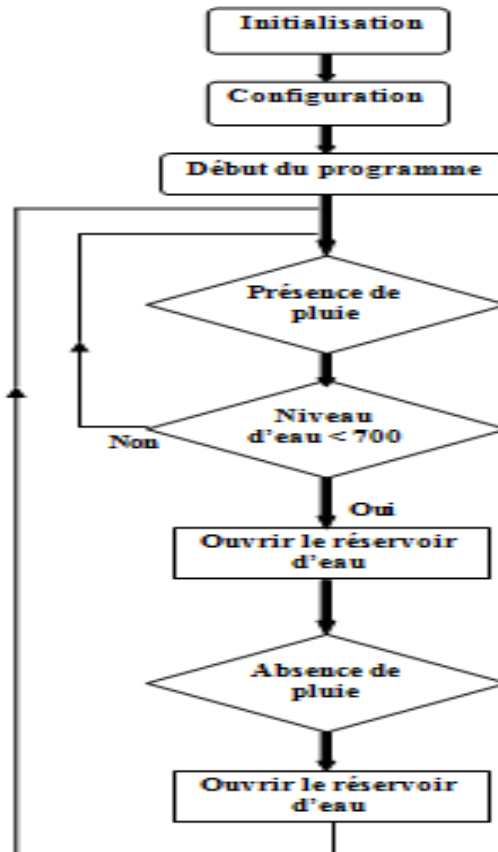 Initialisation
Configuration
Début du programme
Présence de
pluie
Niveau
d'eau < 700
Non
Oui
Ouvrir le réservoir
d'eau
Absence de
pluie
Ouvrir le réservoir
d'eau